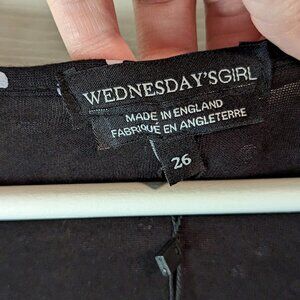 WEDNESDAY'SGIRL
MADE IN ENGLAND
FABRIQUÉ EN ANGLETERRE
26